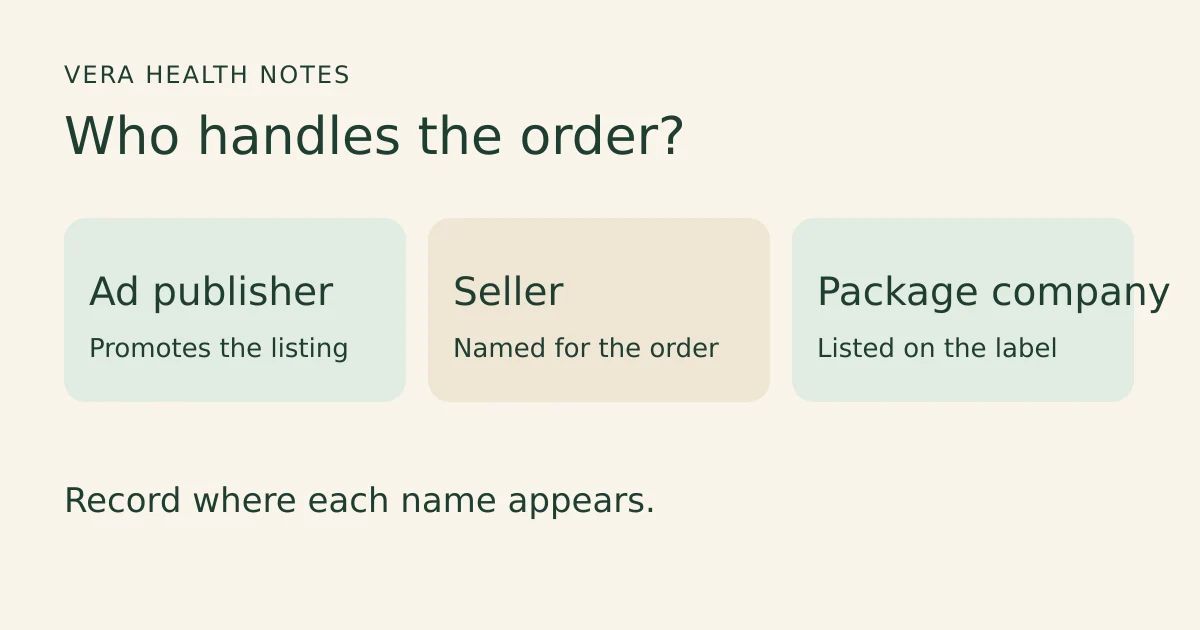 VERA HEALTH NOTES
Who handles the order?
Ad publisher
Promotes the listing
Seller
Named for the order
Package company
Listed on the label
Record where each name appears.